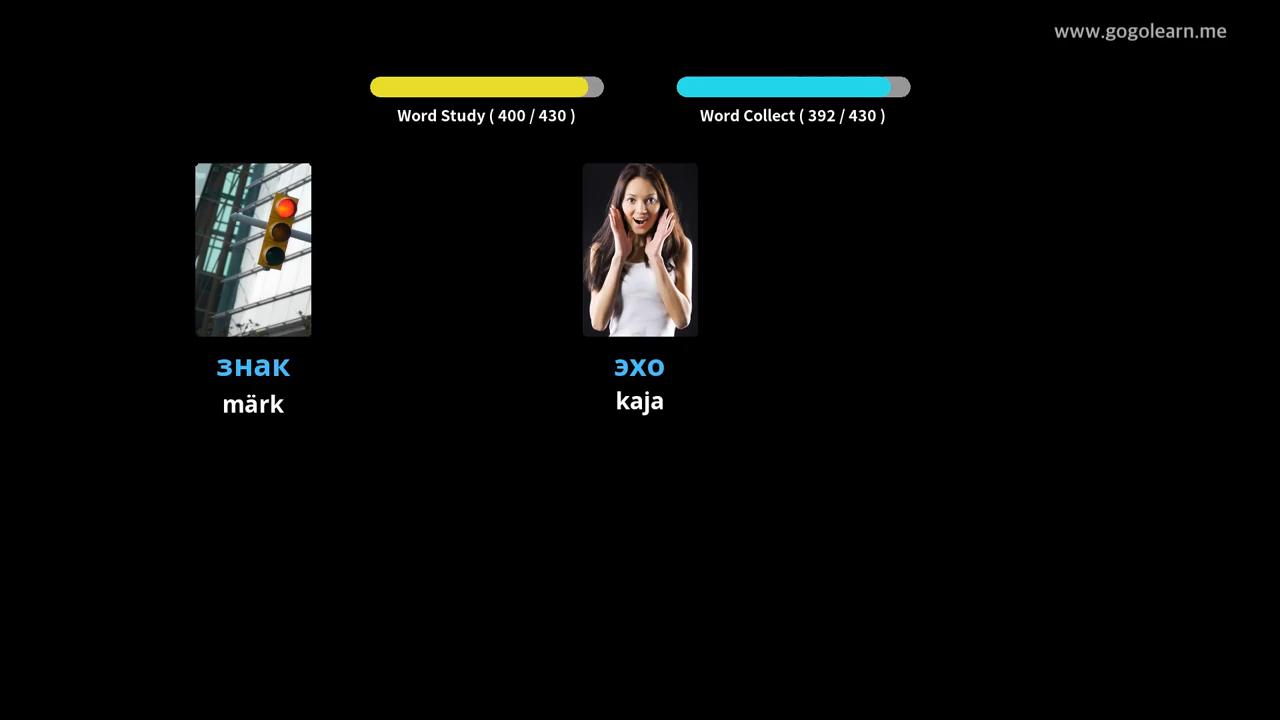 www.gogolearn.me
Word Study ( 400 / 430 )
Word Collect ( 392 / 430 )
знак
märk
эхо
kaja